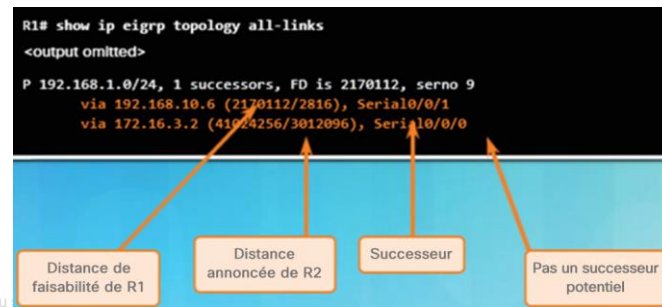 R1# show ip eigrp topology all-links
<output omitted>
P 192.168.1.0/24, 1 successors, FD is 2170112, serno 9
via 192.168.10.6 (2170112/2816), Serial0/0/1
via 172.16.3.2 (41024256/3012096), Serial0/0/0
Distance de
faisabilité de R1
Distance
annoncée de R2
Successeur
Pas un successeur
potentiel